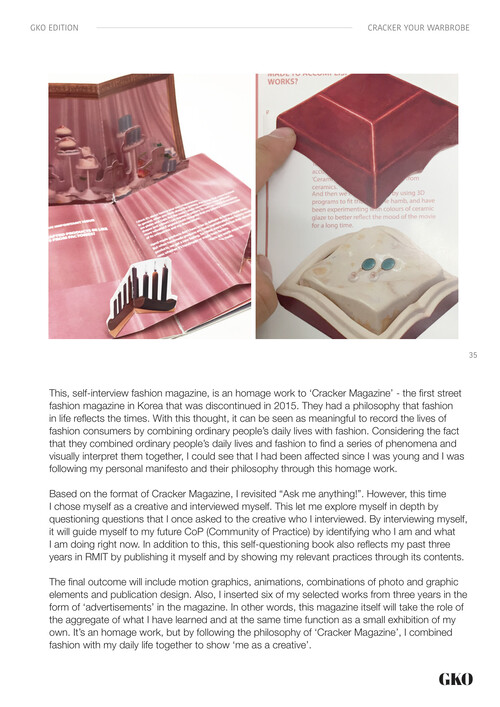 GKO EDITION
CRACKER YOUR WARBROBE
WORKS?
ceramics.
And then we
by using 3D
programs to fit
hamb, and have
been experimenting
colours of ceramic
glaze to better reflect the mood of the movie
for a long time.
35
This, self-interview fashion magazine, is an homage work to ‘Cracker Magazine’ - the first street
fashion magazine in Korea that was discontinued in 2015. They had a philosophy that fashion
in life reflects the times. With this thought, it can be seen as meaningful to record the lives of
fashion consumers by combining ordinary people’s daily lives with fashion. Considering the fact
that they combined ordinary people’s daily lives and fashion to find a series of phenomena and
visually interpret them together, I could see that I had been affected since I was young and I was
following my personal manifesto and their philosophy through this homage work.
Based on the format of Cracker Magazine, I revisited “Ask me anything!”. However, this time
I chose myself as a creative and interviewed myself. This let me explore myself in depth by
questioning questions that I once asked to the creative who I interviewed. By interviewing myself,
it will guide myself to my future CoP (Community of Practice) by identifying who I am and what
I am doing right now. In addition to this, this self-questioning book also reflects my past three
years in RMIT by publishing it myself and by showing my relevant practices through its contents.
The final outcome will include motion graphics, animations, combinations of photo and graphic
elements and publication design. Also, I inserted six of my selected works from three years in the
form of ‘advertisements’ in the magazine. In other words, this magazine itself will take the role of
the aggregate of what I have learned and at the same time function as a small exhibition of my
own. It’s an homage work, but by following the philosophy of ‘Cracker Magazine’, I combined
fashion with my daily life together to show ‘me as a creative’.
GKO